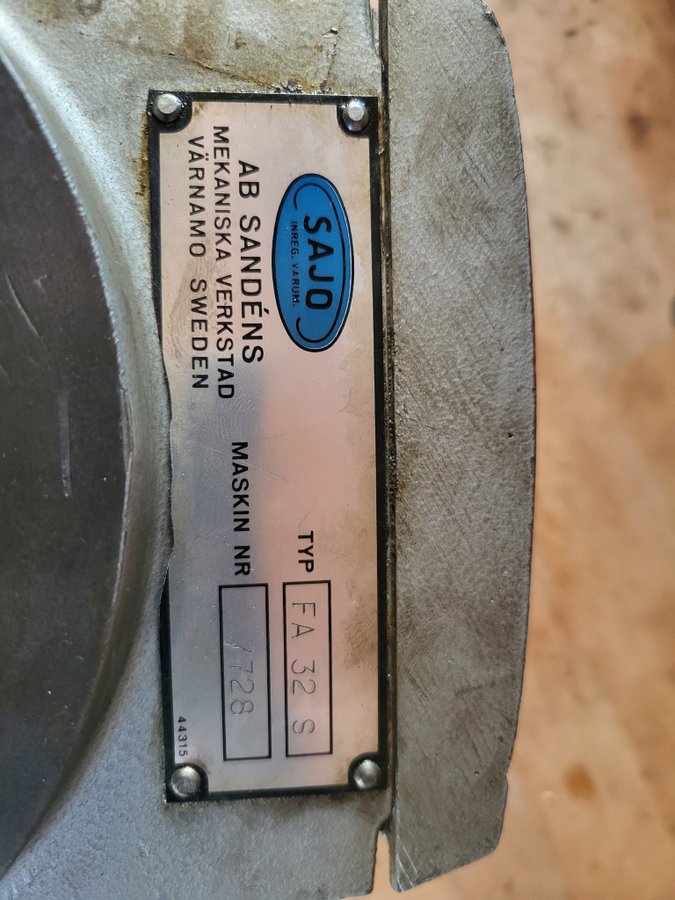 SAJO
INREG. VARUM.
TYP FA 32 S
AB SANDÉNS
MEKANISKA VERKSTAD
VÄRNAMO SWEDEN
MASKIN NR 7728
44315